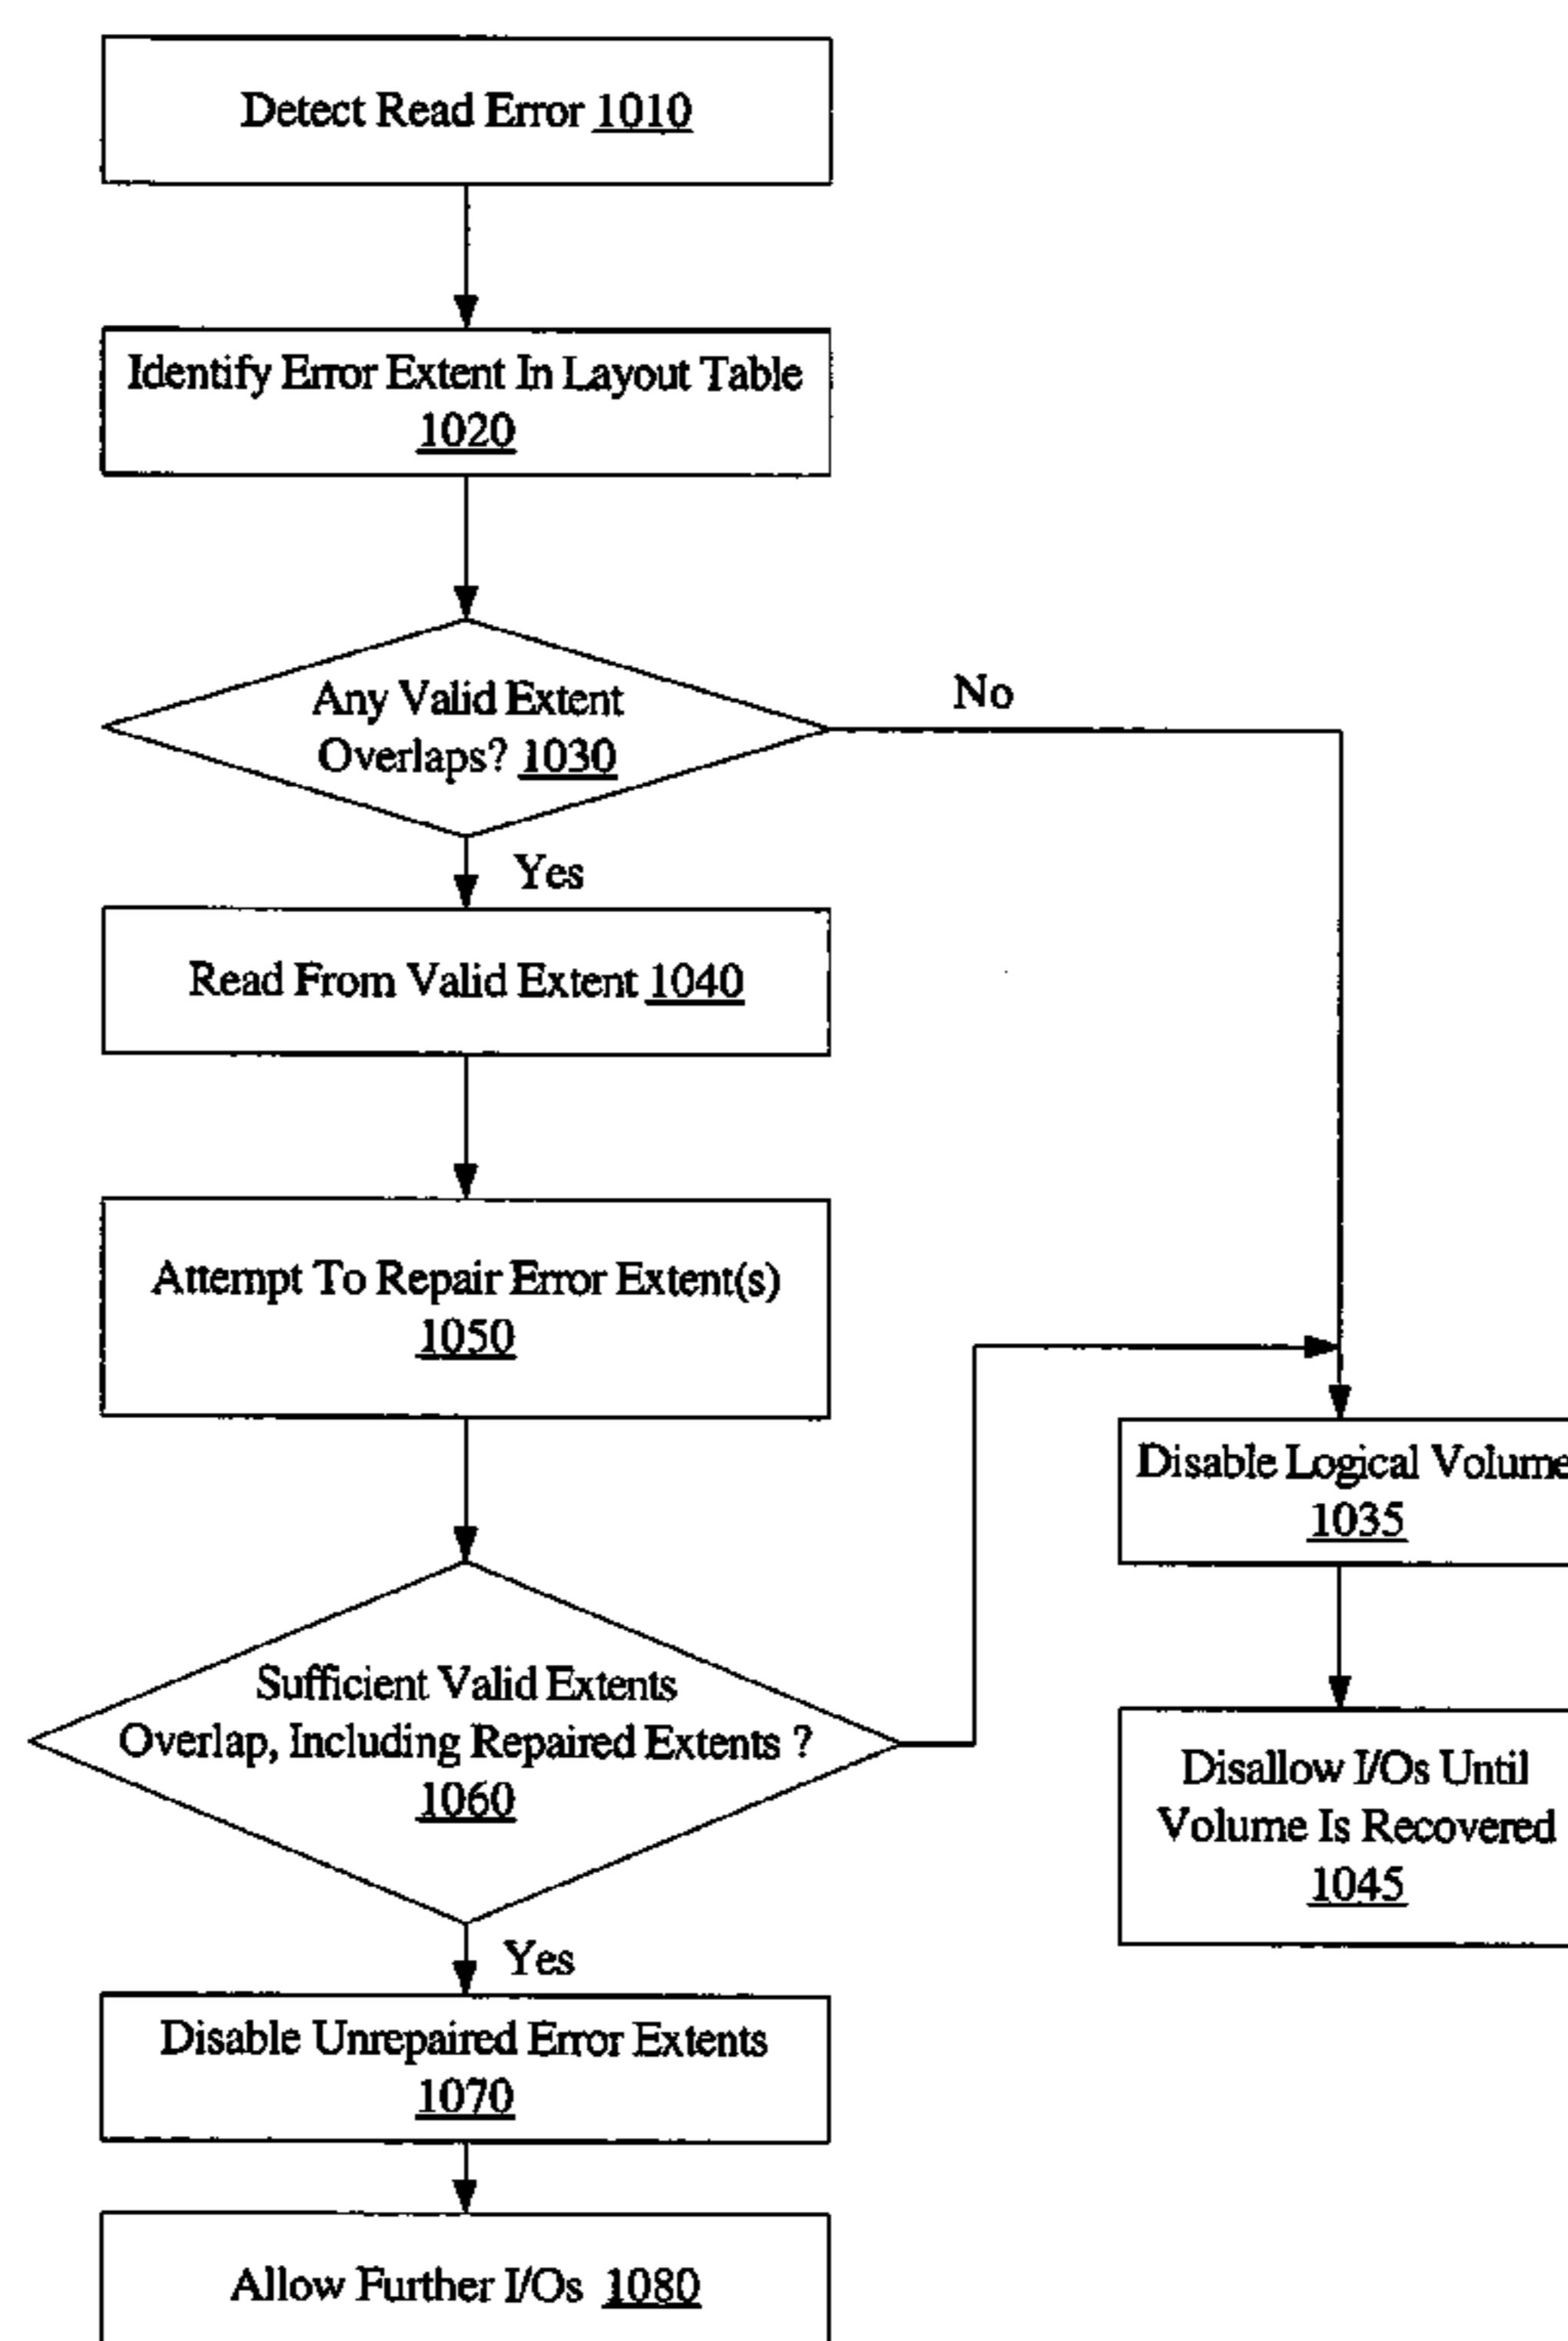 Detect Read Error 1010
Identify Error Extent In Layout Table
1020
Any Valid Extent
Overlaps? 1030
No
Yes
Read From Valid Extent 1040
Attempt To Repair Error Extent(s)
1050
Disable Logical Volume
1035
Sufficient Valid Extents
Overlap, Including Repaired Extents ?
1060
Disallow I/Os Until
Volume Is Recovered
1045
Yes
Disable Unrepaired Error Extents
1070
Allow Further I/Os 1080